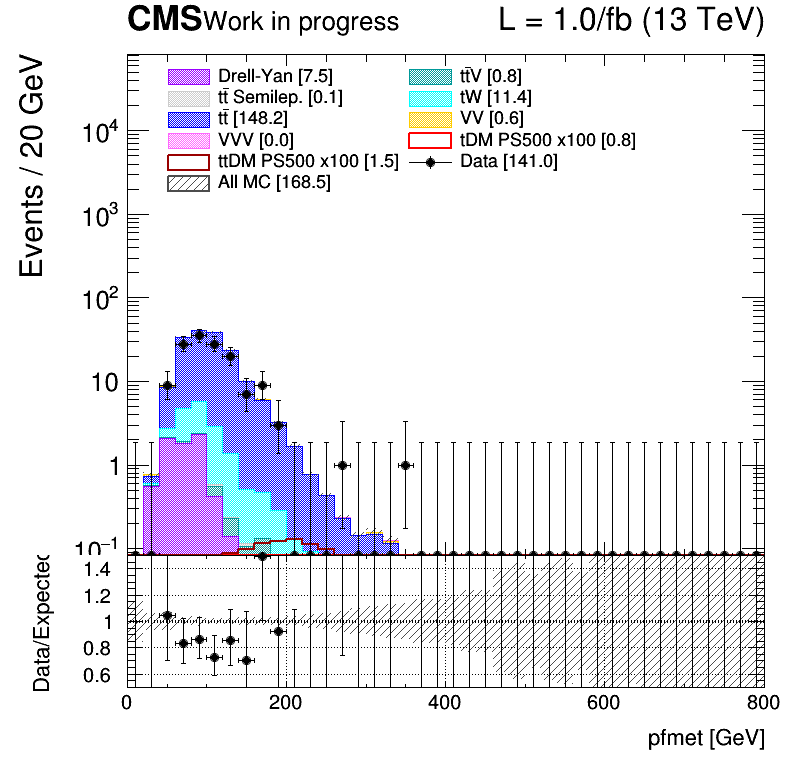 CMS Work in progress L = 1.0/fb (13 TeV)
Events / 20 GeV
Drell-Yan [7.5] tt̄V [0.8]
tt̄ Semilep. [0.1] tW [11.4]
tt̄ [148.2] VV [0.6]
VVV [0.0] tDM PS500 x100 [0.8]
ttDM PS500 x100 [1.5] Data [141.0]
All MC [168.5]
10⁴
10³
10²
10
1
10⁻¹
Data/Expected
1.4
1.2
1
0.8
0.6
0 200 400 600 800
pfmet [GeV]